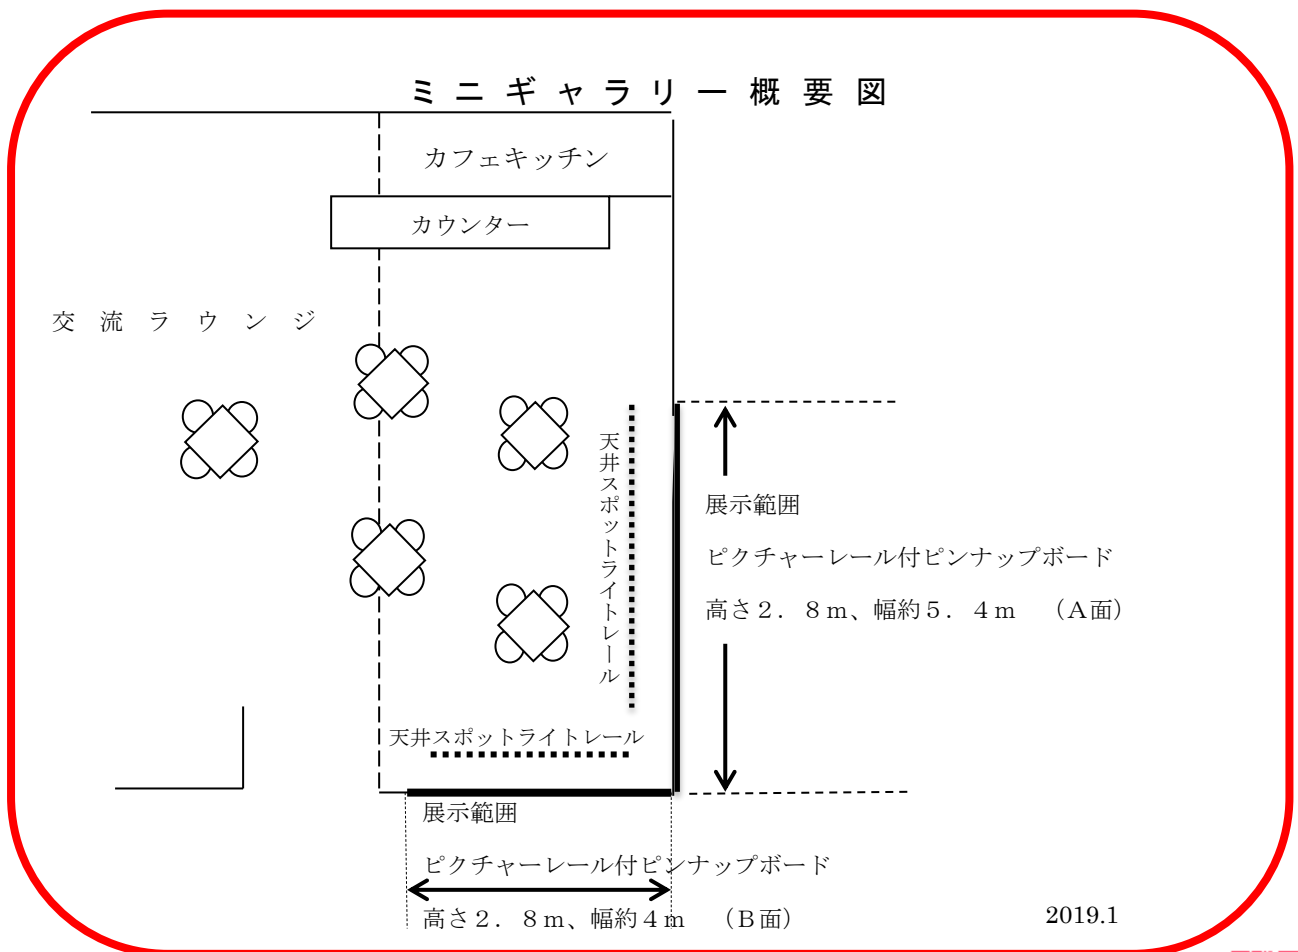 ミニギャラリー概要図
カフェキッチン
カウンター
交流ラウンジ
天井スポットライトレール
展示範囲
ピクチャーレール付ピンナップボード
高さ２．８ｍ、幅約５．４ｍ　（Ａ面）
天井スポットライトレール
展示範囲
ピクチャーレール付ピンナップボード
高さ２．８ｍ、幅約４ｍ　（Ｂ面）
2019.1